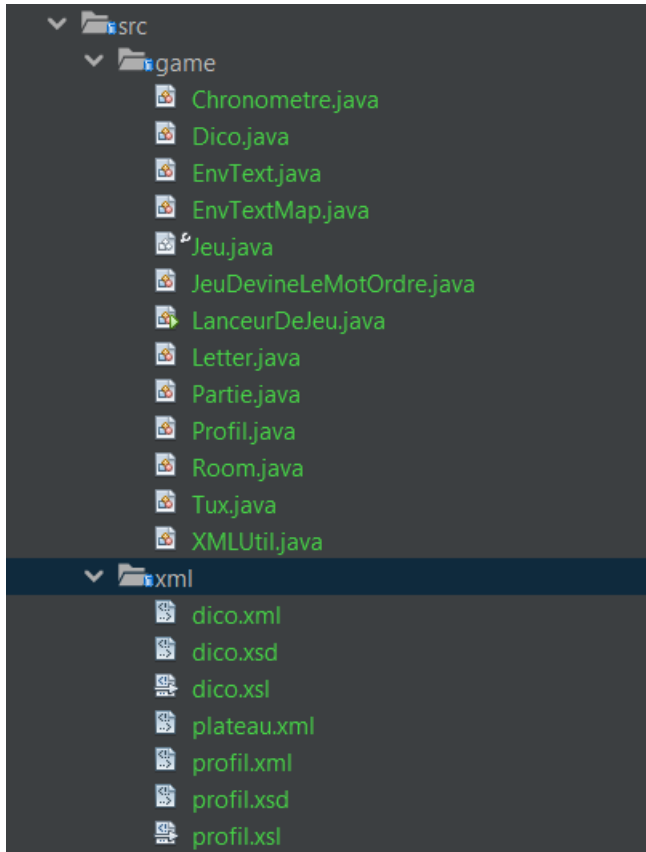 src
game
Chronometre.java
Dico.java
EnvText.java
EnvTextMap.java
Jeu.java
JeuDevineLeMotOrdre.java
LanceurDeJeu.java
Letter.java
Partie.java
Profil.java
Room.java
Tux.java
XMLUtil.java
xml
dico.xml
dico.xsd
dico.xsl
plateau.xml
profil.xml
profil.xsd
profil.xsl